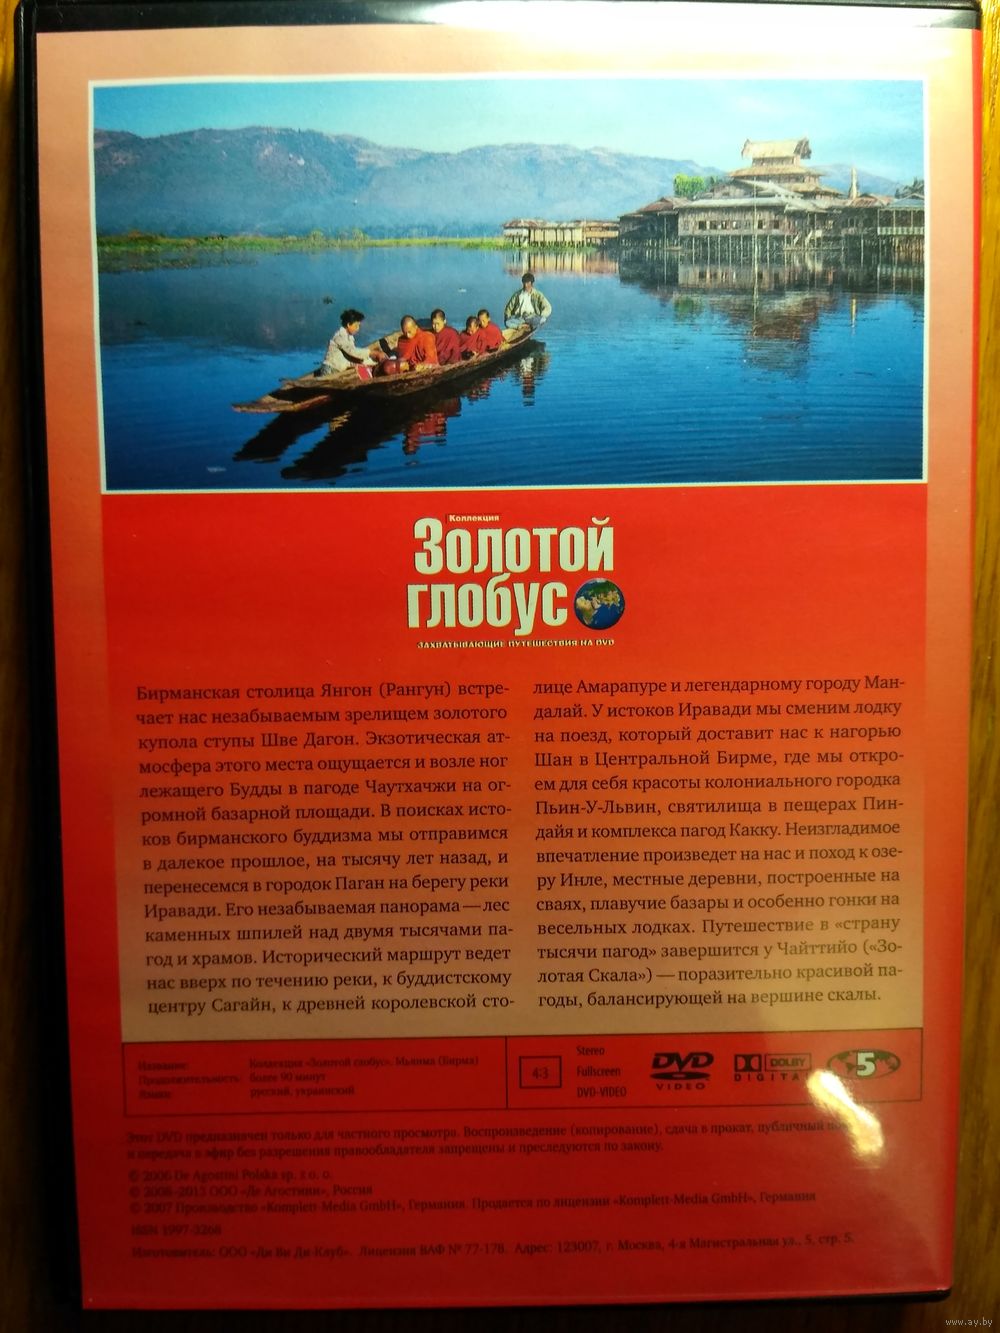 Коллекция
Золотой
глобус
ЗАХВАТЫВАЮЩИЕ ПУТЕШЕСТВИЯ НА DVD
Бирманская столица Янгон (Рангун) встре-
чает нас незабываемым зрелищем золотого
купола ступы Шве Дагон. Экзотическая ат-
мосфера этого места ощущается и возле ног
лежащего Будды в пагоде Чаутхачжи на ог-
ромной базарной площади. В поисках исто-
ков бирманского буддизма мы отправимся
в далекое прошлое, на тысячу лет назад, и
перенесемся в городок Паган на берегу реки
Иравади. Его незабываемая панорама — лес
каменных шпилей над двумя тысячами па-
год и храмов. Исторический маршрут ведет
нас вверх по течению реки, к буддистскому
центру Сагайн, к древней королевской сто-
лице Амарапуре и легендарному городу Ман-
далай. У истоков Иравади мы сменим лодку
на поезд, который доставит нас к нагорью
Шан в Центральной Бирме, где мы откро-
ем для себя красоты колониального городка
Пьин-У-Львин, святилища в пещерах Пин-
дайя и комплекса пагод Какку. Неизгладимое
впечатление произведет на нас и поход к озе-
ру Инле, местные деревни, построенные на
сваях, плавучие базары и особенно гонки на
весельных лодках. Путешествие в «страну
тысячи пагод» завершится у Чайттийо («Зо-
лотая Скала») — поразительно красивой па-
годы, балансирующей на вершине скалы.
Название: Коллекция «Золотой глобус». Мьянма (Бирма)
Продолжительность: более 90 минут
Языки: русский, украинский
4:3
Stereo
Fullscreen
DVD-VIDEO
DVD
VIDEO
DOLBY
DIGITAL
5
Этот DVD предназначен только для частного просмотра. Воспроизведение (копирование), сдача в прокат, публичный
и передача в эфир без разрешения правообладателя запрещены и преследуются по закону.
© 2006 De Agostini Polska sp. z o. o.
© 2008–2013 ООО «Де Агостини», Россия
© 2007 Производство «Komplett-Media GmbH», Германия. Продается по лицензии «Komplett-Media GmbH», Германия
ISSN 1997-3268
Изготовитель: ООО «Ди Ви Ди-Клуб». Лицензия ВАФ № 77-178. Адрес: 123007, г. Москва, 4-я Магистральная ул., 5, стр. 5.
www.ay.by